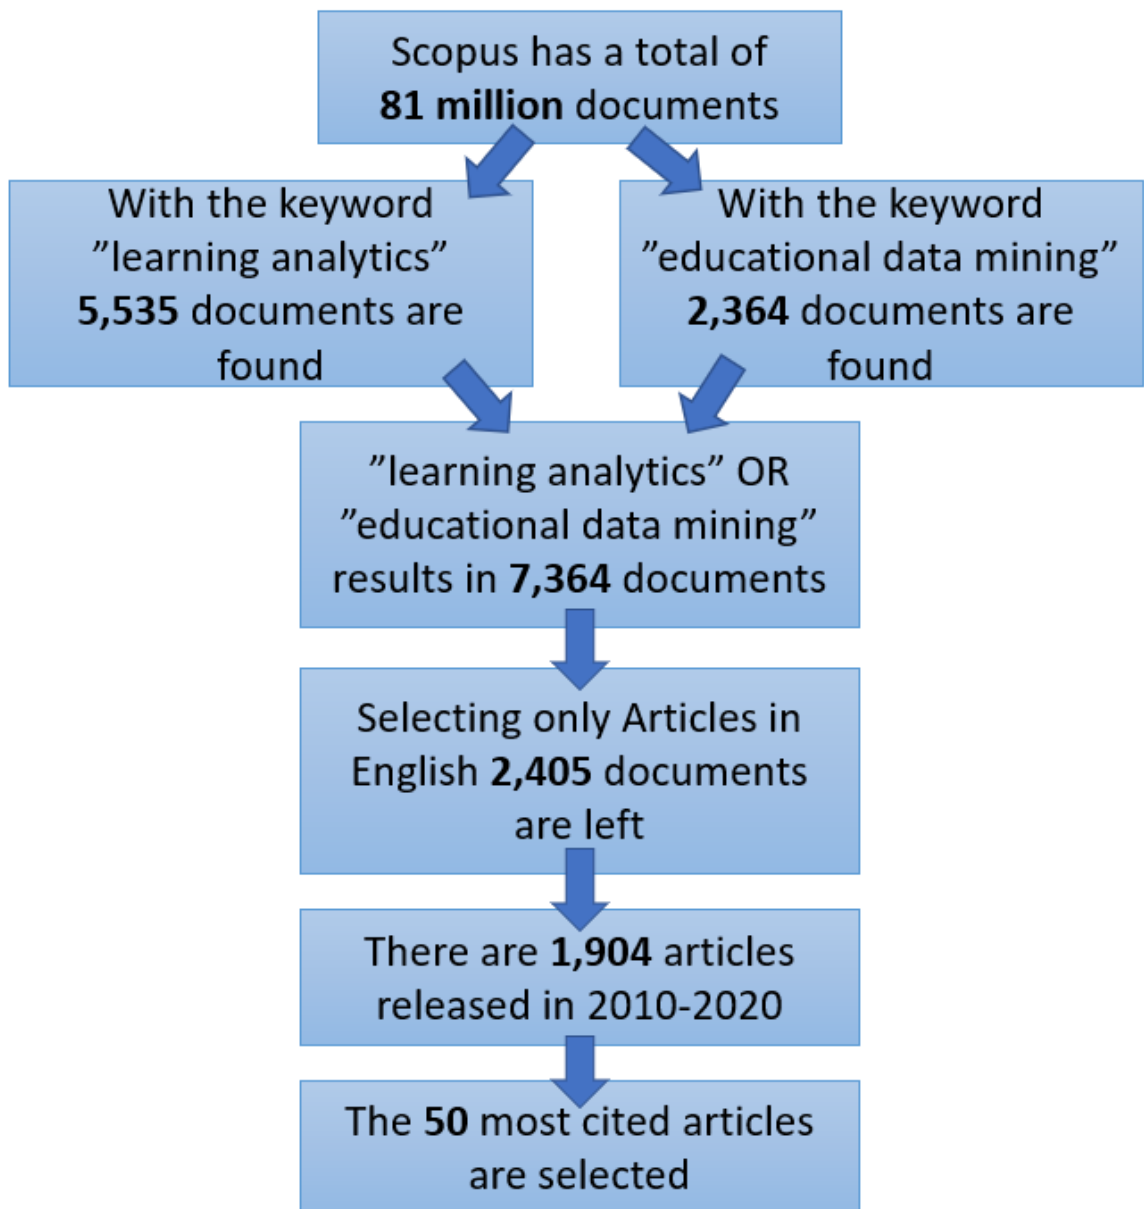 Scopus has a total of
81 million documents
With the keyword
”learning analytics”
5,535 documents are
found
With the keyword
”educational data mining”
2,364 documents are
found
”learning analytics” OR
”educational data mining”
results in 7,364 documents
Selecting only Articles in
English 2,405 documents
are left
There are 1,904 articles
released in 2010-2020
The 50 most cited articles
are selected